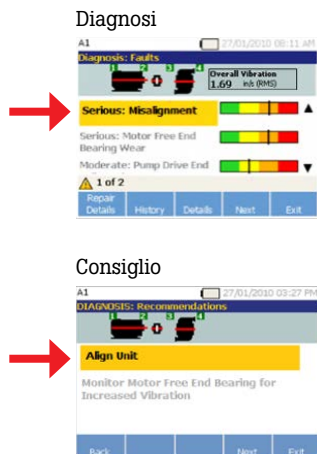 Diagnosi
A1 27/01/2010 08:11 AM
Diagnosis: Faults
1 2 3 4
Overall Vibration
1.69 in/s (RMS)
Serious: Misalignment
Serious: Motor Free End
Bearing Wear
Moderate: Pump Drive End
1 of 2
Repair
Details History Details Next Exit
Consiglio
A1 27/01/2010 03:27 PM
DIAGNOSIS: Recommendations
1 2 3 4
Align Unit
Monitor Motor Free End Bearing for
Increased Vibration
Back Next Exit